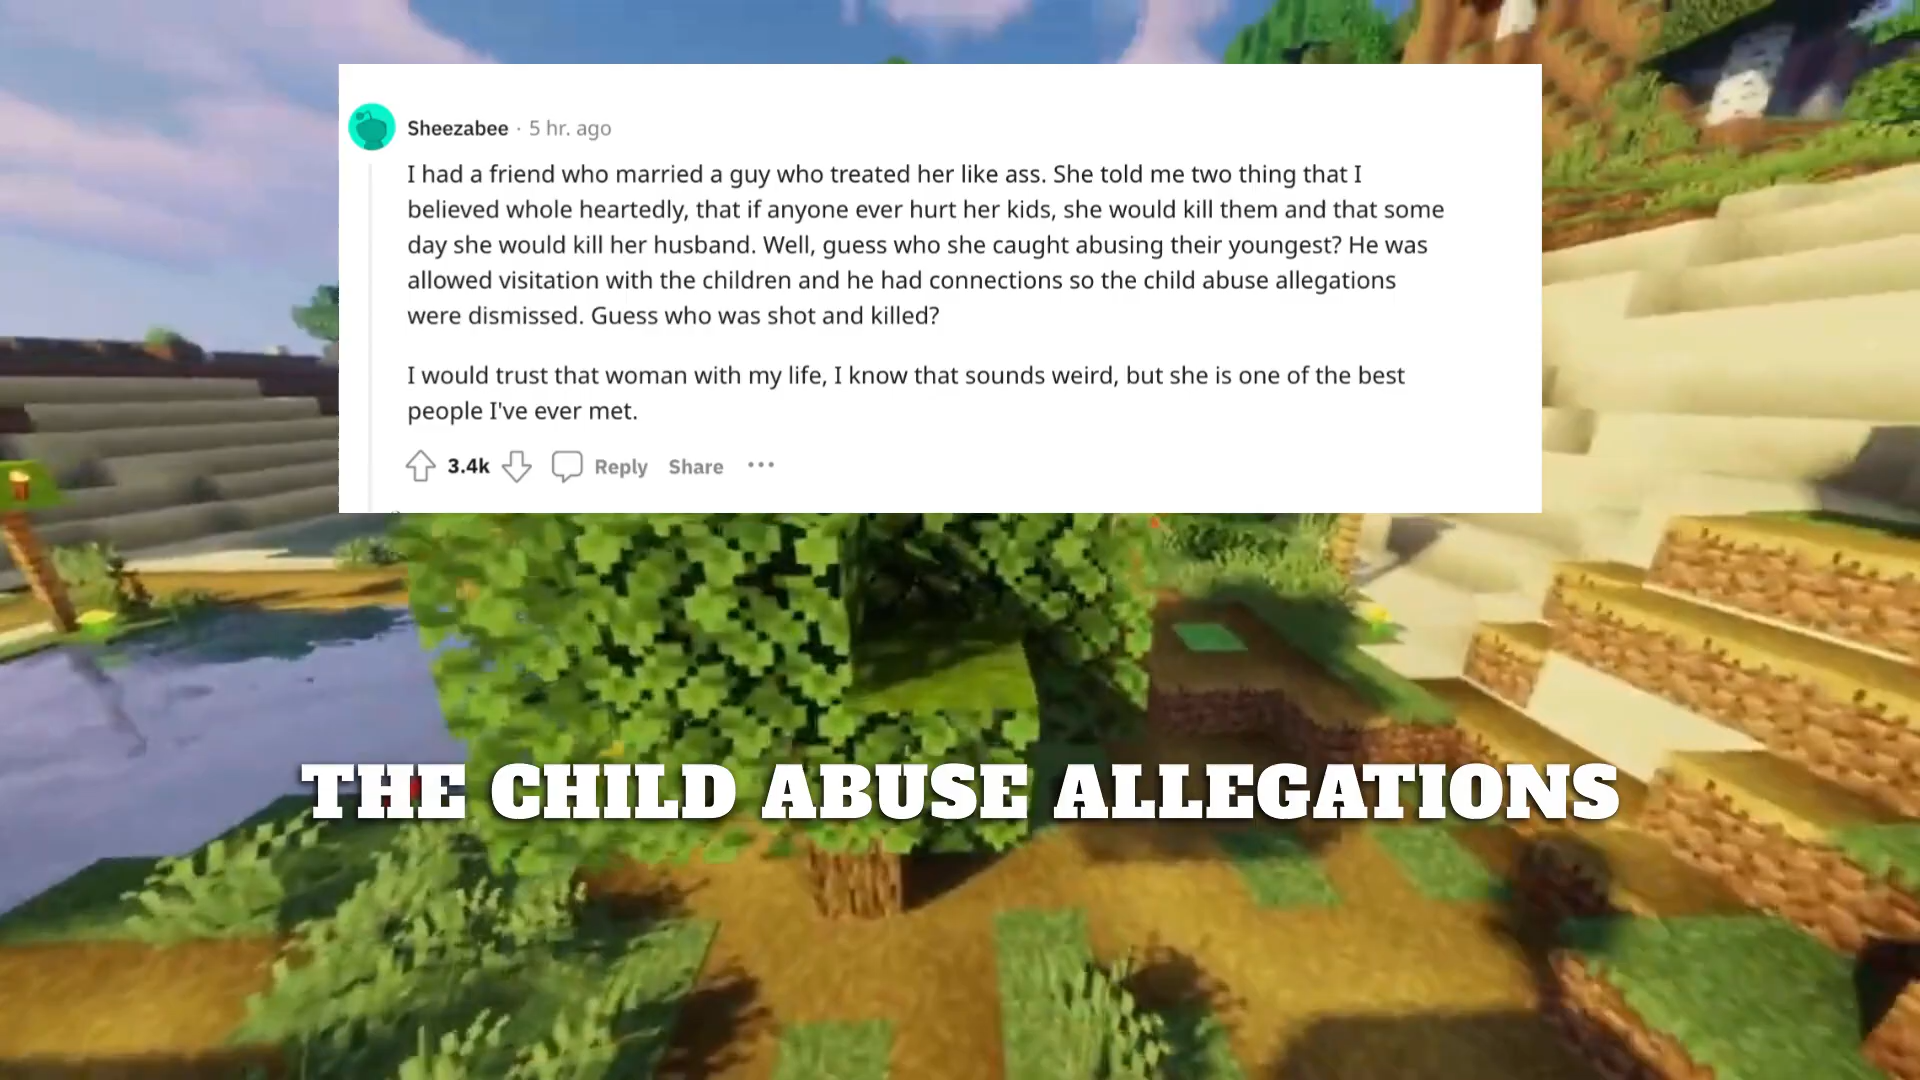 Sheezabee · 5 hr. ago
I had a friend who married a guy who treated her like ass. She told me two thing that I
believed whole heartedly, that if anyone ever hurt her kids, she would kill them and that some
day she would kill her husband. Well, guess who she caught abusing their youngest? He was
allowed visitation with the children and he had connections so the child abuse allegations
were dismissed. Guess who was shot and killed?
I would trust that woman with my life, I know that sounds weird, but she is one of the best
people I've ever met.
3.4k Reply Share ···
THE CHILD ABUSE ALLEGATIONS